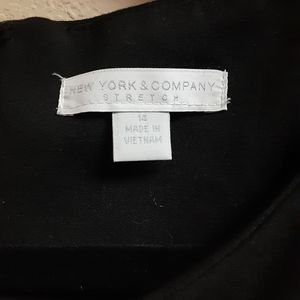 NEW YORK & COMPANY
STRETCH
14
MADE IN
VIETNAM